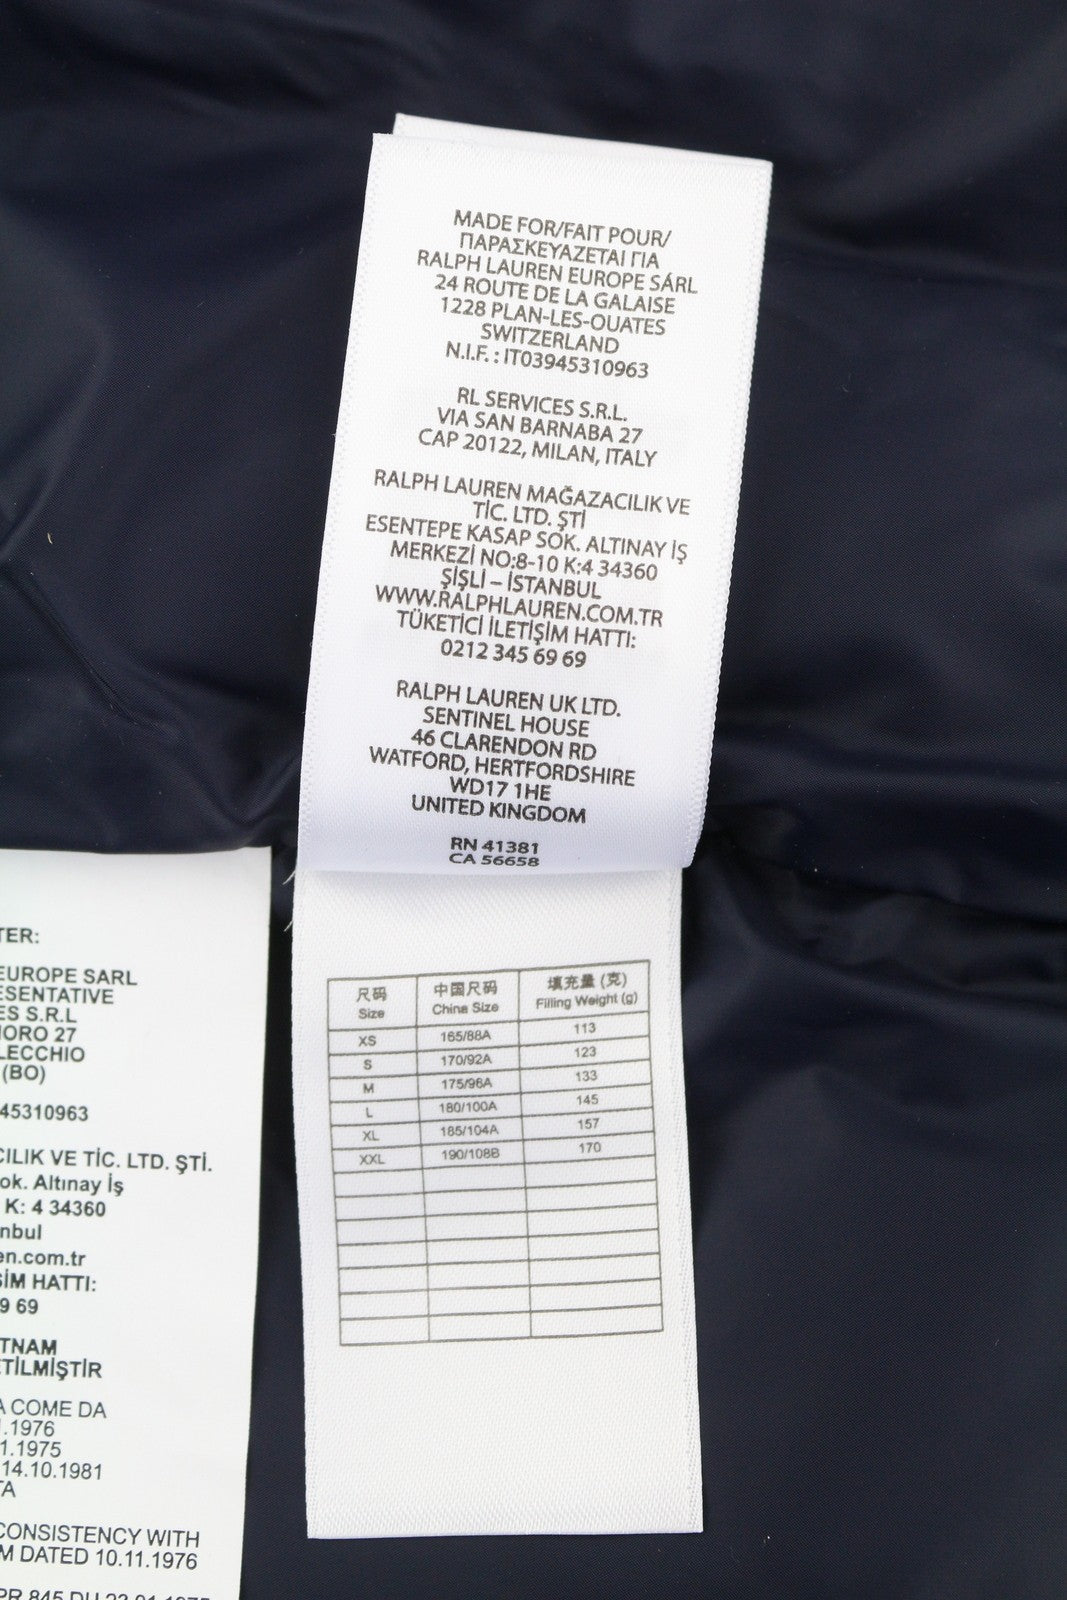 MADE FOR/FAIT POUR/
ΠΑΡΑΣΚΕΥΑΖΕΤΑΙ ΓΙΑ
RALPH LAUREN EUROPE SÁRL
24 ROUTE DE LA GALAISE
1228 PLAN-LES-OUATES
SWITZERLAND
N.I.F. : IT03945310963
RL SERVICES S.R.L.
VIA SAN BARNABA 27
CAP 20122, MILAN, ITALY
RALPH LAUREN MAĞAZACILIK VE
TİC. LTD. ŞTİ
ESENTEPE KASAP SOK. ALTINAY İŞ
MERKEZİ NO:8-10 K:4 34360
ŞİŞLİ – İSTANBUL
WWW.RALPHLAUREN.COM.TR
TÜKETİCİ İLETİŞİM HATTI:
0212 345 69 69
RALPH LAUREN UK LTD.
SENTINEL HOUSE
46 CLARENDON RD
WATFORD, HERTFORDSHIRE
WD17 1HE
UNITED KINGDOM
RN 41381
CA 56658
尺码 中国尺码 填充量 (克)
Size China Size Filling Weight (g)
XS 165/88A 113
S 170/92A 123
M 175/96A 133
L 180/100A 145
XL 185/104A 157
XXL 190/108B 170
TER:
EUROPE SARL
ESENTATIVE
ES S.R.L
ORO 27
LECCHIO
(BO)
45310963
CILIK VE TİC. LTD. ŞTİ.
ok. Altınay İş
K: 4 34360
nbul
en.com.tr
ŞİM HATTI:
9 69
TNAM
ETİLMİŞTİR
A COME DA
.1976
1.1975
14.10.1981
TA
CONSISTENCY WITH
M DATED 10.11.1976